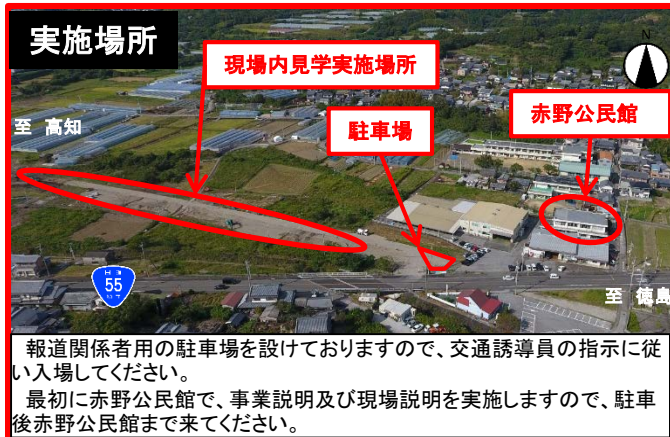 実施場所
現場内見学実施場所
N
至 高知
駐車場
赤野公民館
55
至 徳島
　報道関係者用の駐車場を設けておりますので、交通誘導員の指示に従
い入場してください。
　最初に赤野公民館で、事業説明及び現場説明を実施しますので、駐車
後赤野公民館まで来てください。